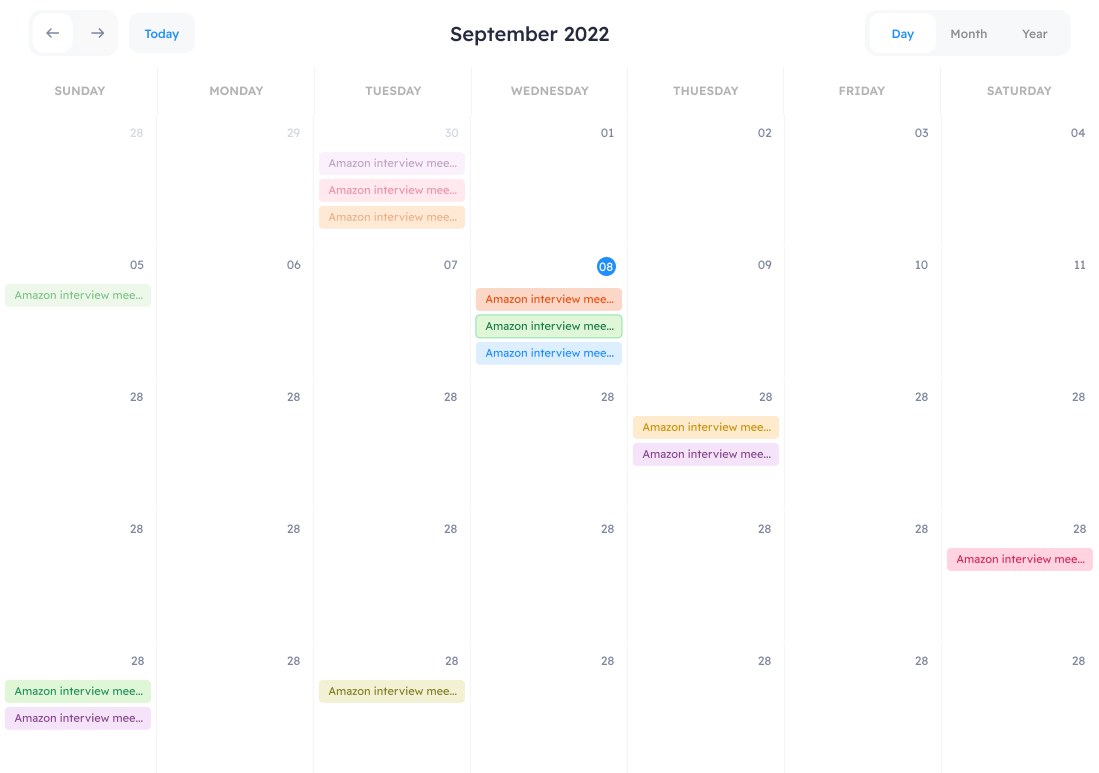 Today
September 2022
Day Month Year
SUNDAY MONDAY TUESDAY WEDNESDAY THUESDAY FRIDAY SATURDAY
28 29 30 01 02 03 04
Amazon interview mee...
Amazon interview mee...
Amazon interview mee...
05 06 07 08 09 10 11
Amazon interview mee... Amazon interview mee...
Amazon interview mee...
Amazon interview mee...
28 28 28 28 28 28 28
Amazon interview mee...
Amazon interview mee...
28 28 28 28 28 28 28
Amazon interview mee...
28 28 28 28 28 28 28
Amazon interview mee... Amazon interview mee...
Amazon interview mee...